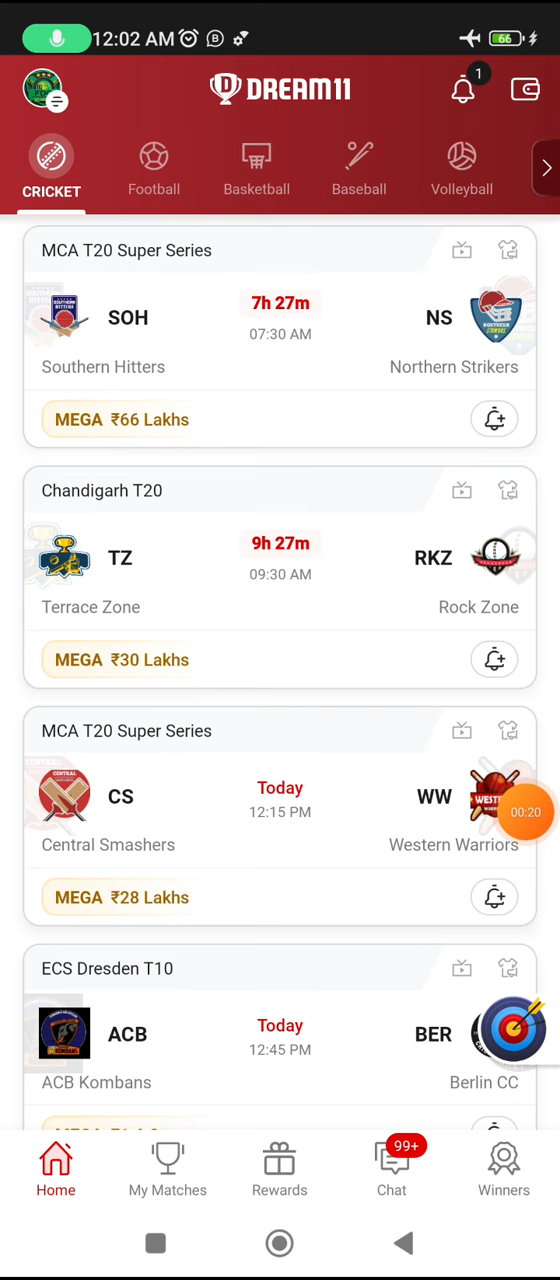 12:02 AM
66
DREAM11
1
CRICKET
Football
Basketball
Baseball
Volleyball
MCA T20 Super Series
SOH
7h 27m
07:30 AM
NS
Southern Hitters
Northern Strikers
MEGA ₹66 Lakhs
Chandigarh T20
TZ
9h 27m
09:30 AM
RKZ
Terrace Zone
Rock Zone
MEGA ₹30 Lakhs
MCA T20 Super Series
CS
Today
12:15 PM
WW
00:20
Central Smashers
Western Warriors
MEGA ₹28 Lakhs
ECS Dresden T10
ACB
Today
12:45 PM
BER
ACB Kombans
Berlin CC
99+
Home
My Matches
Rewards
Chat
Winners